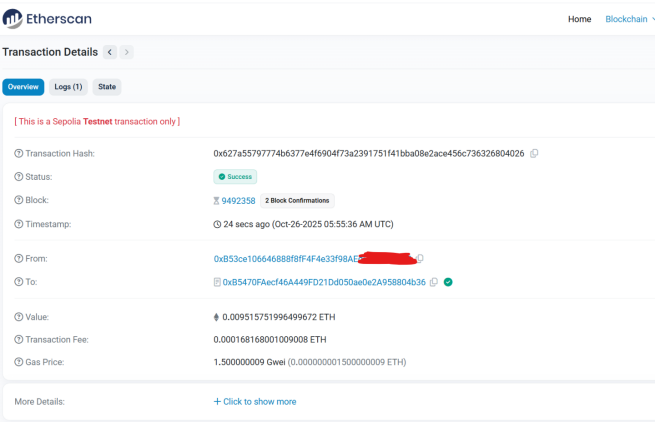 Etherscan
Home Blockchain
Transaction Details
Overview Logs (1) State
[ This is a Sepolia Testnet transaction only ]
Transaction Hash: 0x627a55797774b6377e4f6904f73a2391751f41bba08e2ace456c736326804026
Status: Success
Block: 9492358 2 Block Confirmations
Timestamp: 24 secs ago (Oct-26-2025 05:55:36 AM UTC)
From: 0xB53ce106646888f8fF4F4e33f98AE
To: 0xB5470FAecf46A449FD21Dd050ae0e2A958804b36
Value: 0.009515751996499672 ETH
Transaction Fee: 0.000168168001009008 ETH
Gas Price: 1.500000009 Gwei (0.000000001500000009 ETH)
More Details: + Click to show more